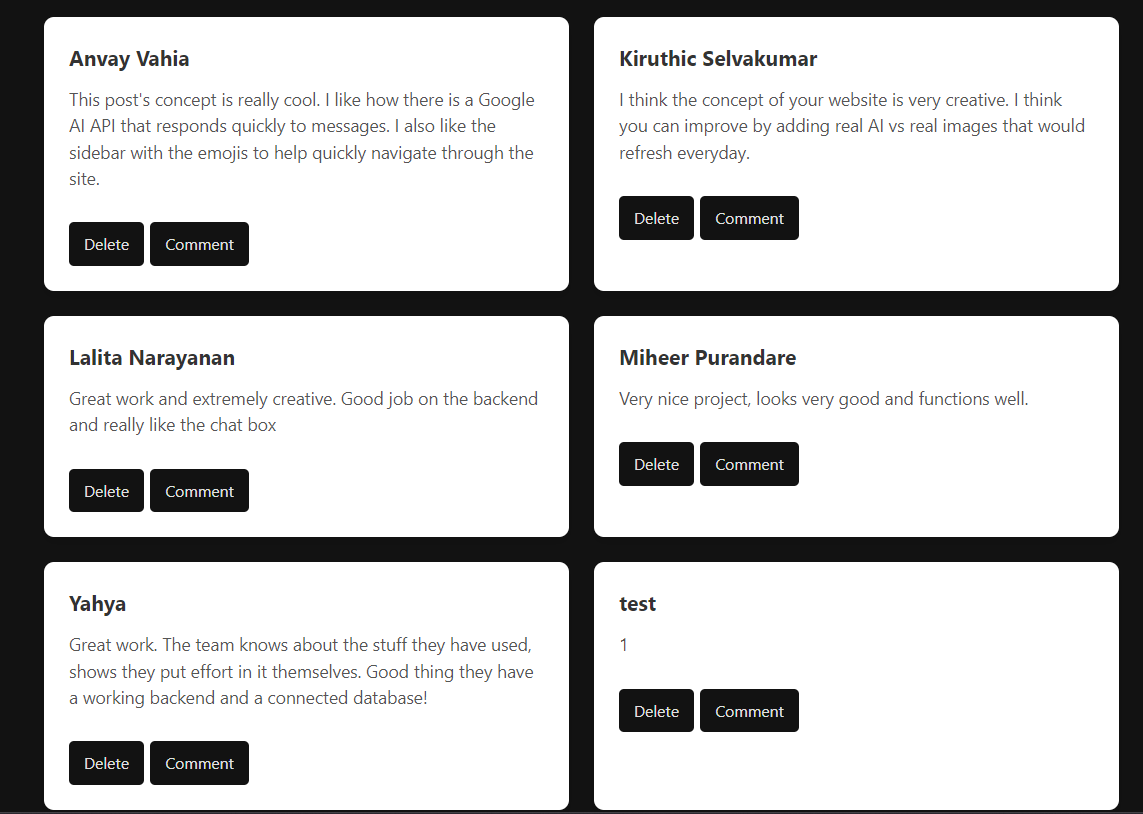 Anvay Vahia
This post's concept is really cool. I like how there is a Google
AI API that responds quickly to messages. I also like the
sidebar with the emojis to help quickly navigate through the
site.
Delete
Comment
Kiruthic Selvakumar
I think the concept of your website is very creative. I think
you can improve by adding real AI vs real images that would
refresh everyday.
Delete
Comment
Lalita Narayanan
Great work and extremely creative. Good job on the backend
and really like the chat box
Delete
Comment
Miheer Purandare
Very nice project, looks very good and functions well.
Delete
Comment
Yahya
Great work. The team knows about the stuff they have used,
shows they put effort in it themselves. Good thing they have
a working backend and a connected database!
Delete
Comment
test
1
Delete
Comment